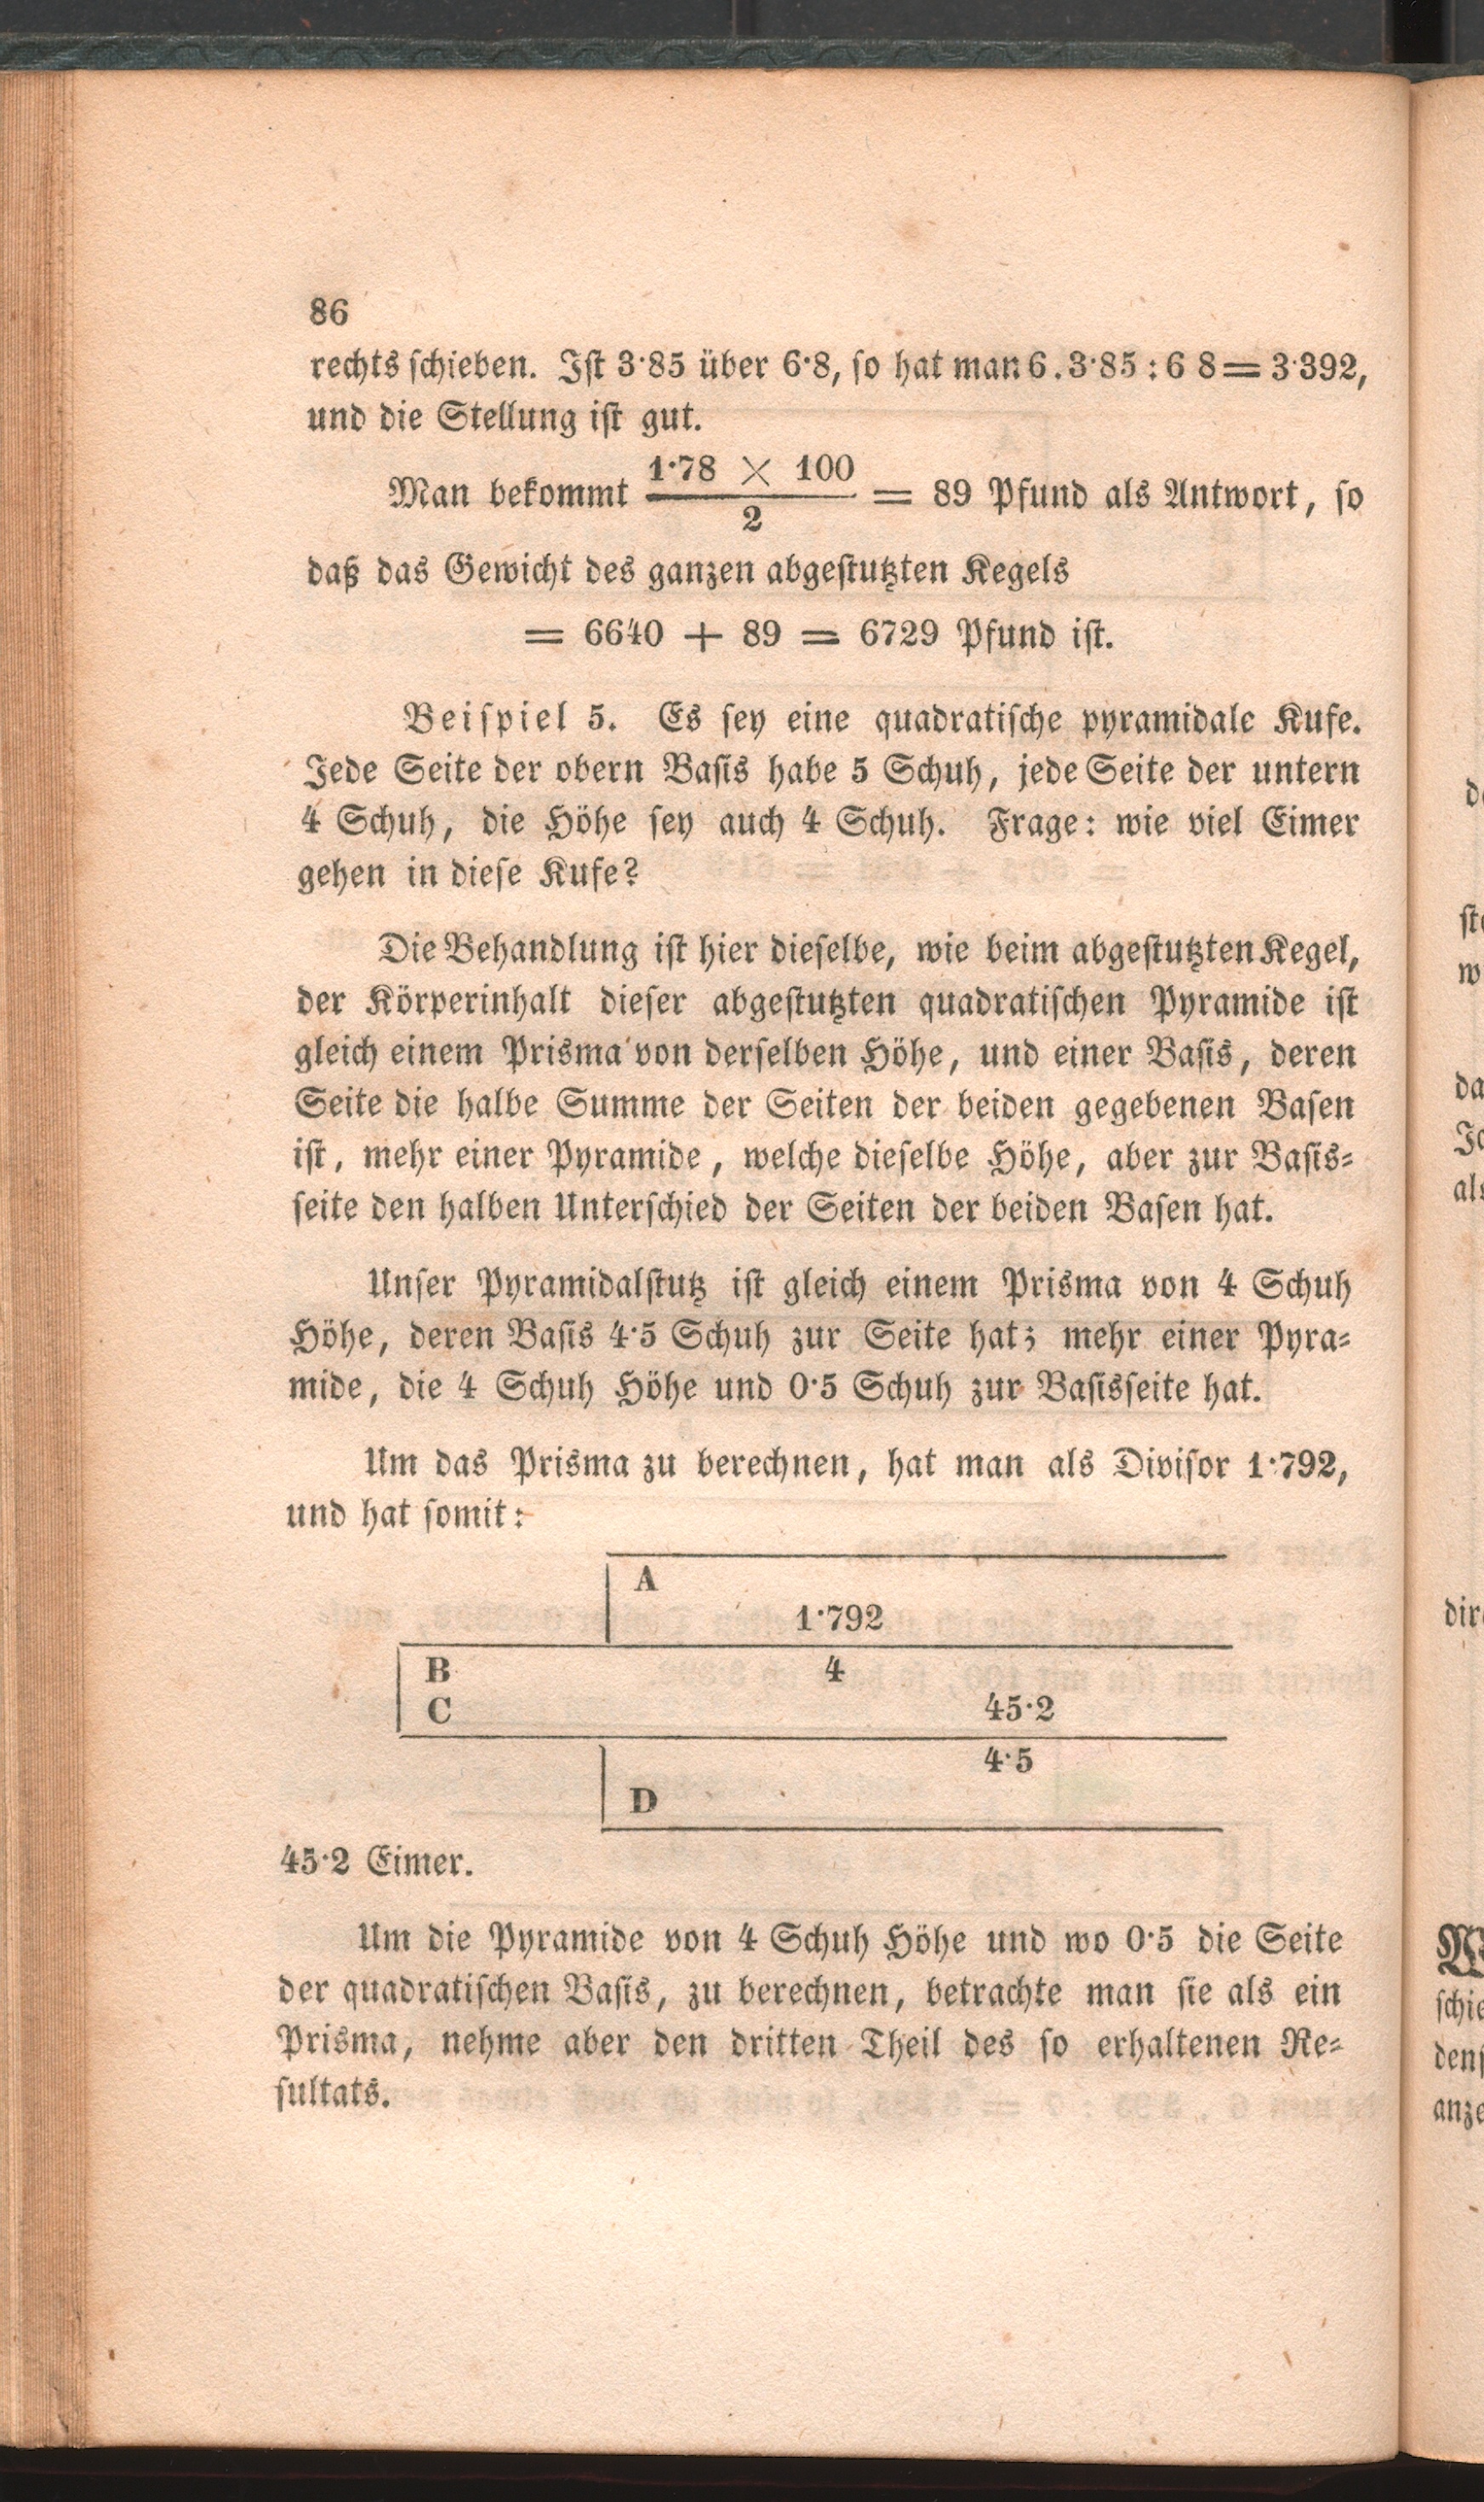 86
rechts schieben. Ist 3·85 über 6·8, so hat man 6.3·85:6 8 = 3·392,
und die Stellung ist gut.
Man bekommt 1·78 × 100 / 2 = 89 Pfund als Antwort, so
daß das Gewicht des ganzen abgestutzten Kegels
= 6640 + 89 = 6729 Pfund ist.
Beispiel 5. Es sey eine quadratische pyramidale Kufe.
Jede Seite der obern Basis habe 5 Schuh, jede Seite der untern
4 Schuh, die Höhe sey auch 4 Schuh. Frage: wie viel Eimer
gehen in diese Kufe?
Die Behandlung ist hier dieselbe, wie beim abgestutzten Kegel,
der Körperinhalt dieser abgestutzten quadratischen Pyramide ist
gleich einem Prisma von derselben Höhe, und einer Basis, deren
Seite die halbe Summe der Seiten der beiden gegebenen Basen
ist, mehr einer Pyramide, welche dieselbe Höhe, aber zur Basis=
seite den halben Unterschied der Seiten der beiden Basen hat.
Unser Pyramidalstutz ist gleich einem Prisma von 4 Schuh
Höhe, deren Basis 4·5 Schuh zur Seite hat; mehr einer Pyra=
mide, die 4 Schuh Höhe und 0·5 Schuh zur Basisseite hat.
Um das Prisma zu berechnen, hat man als Divisor 1·792,
und hat somit:
A
1·792
B 4
C 45·2
4·5
D
45·2 Eimer.
Um die Pyramide von 4 Schuh Höhe und wo 0·5 die Seite
der quadratischen Basis, zu berechnen, betrachte man sie als ein
Prisma, nehme aber den dritten Theil des so erhaltenen Re=
sultats.